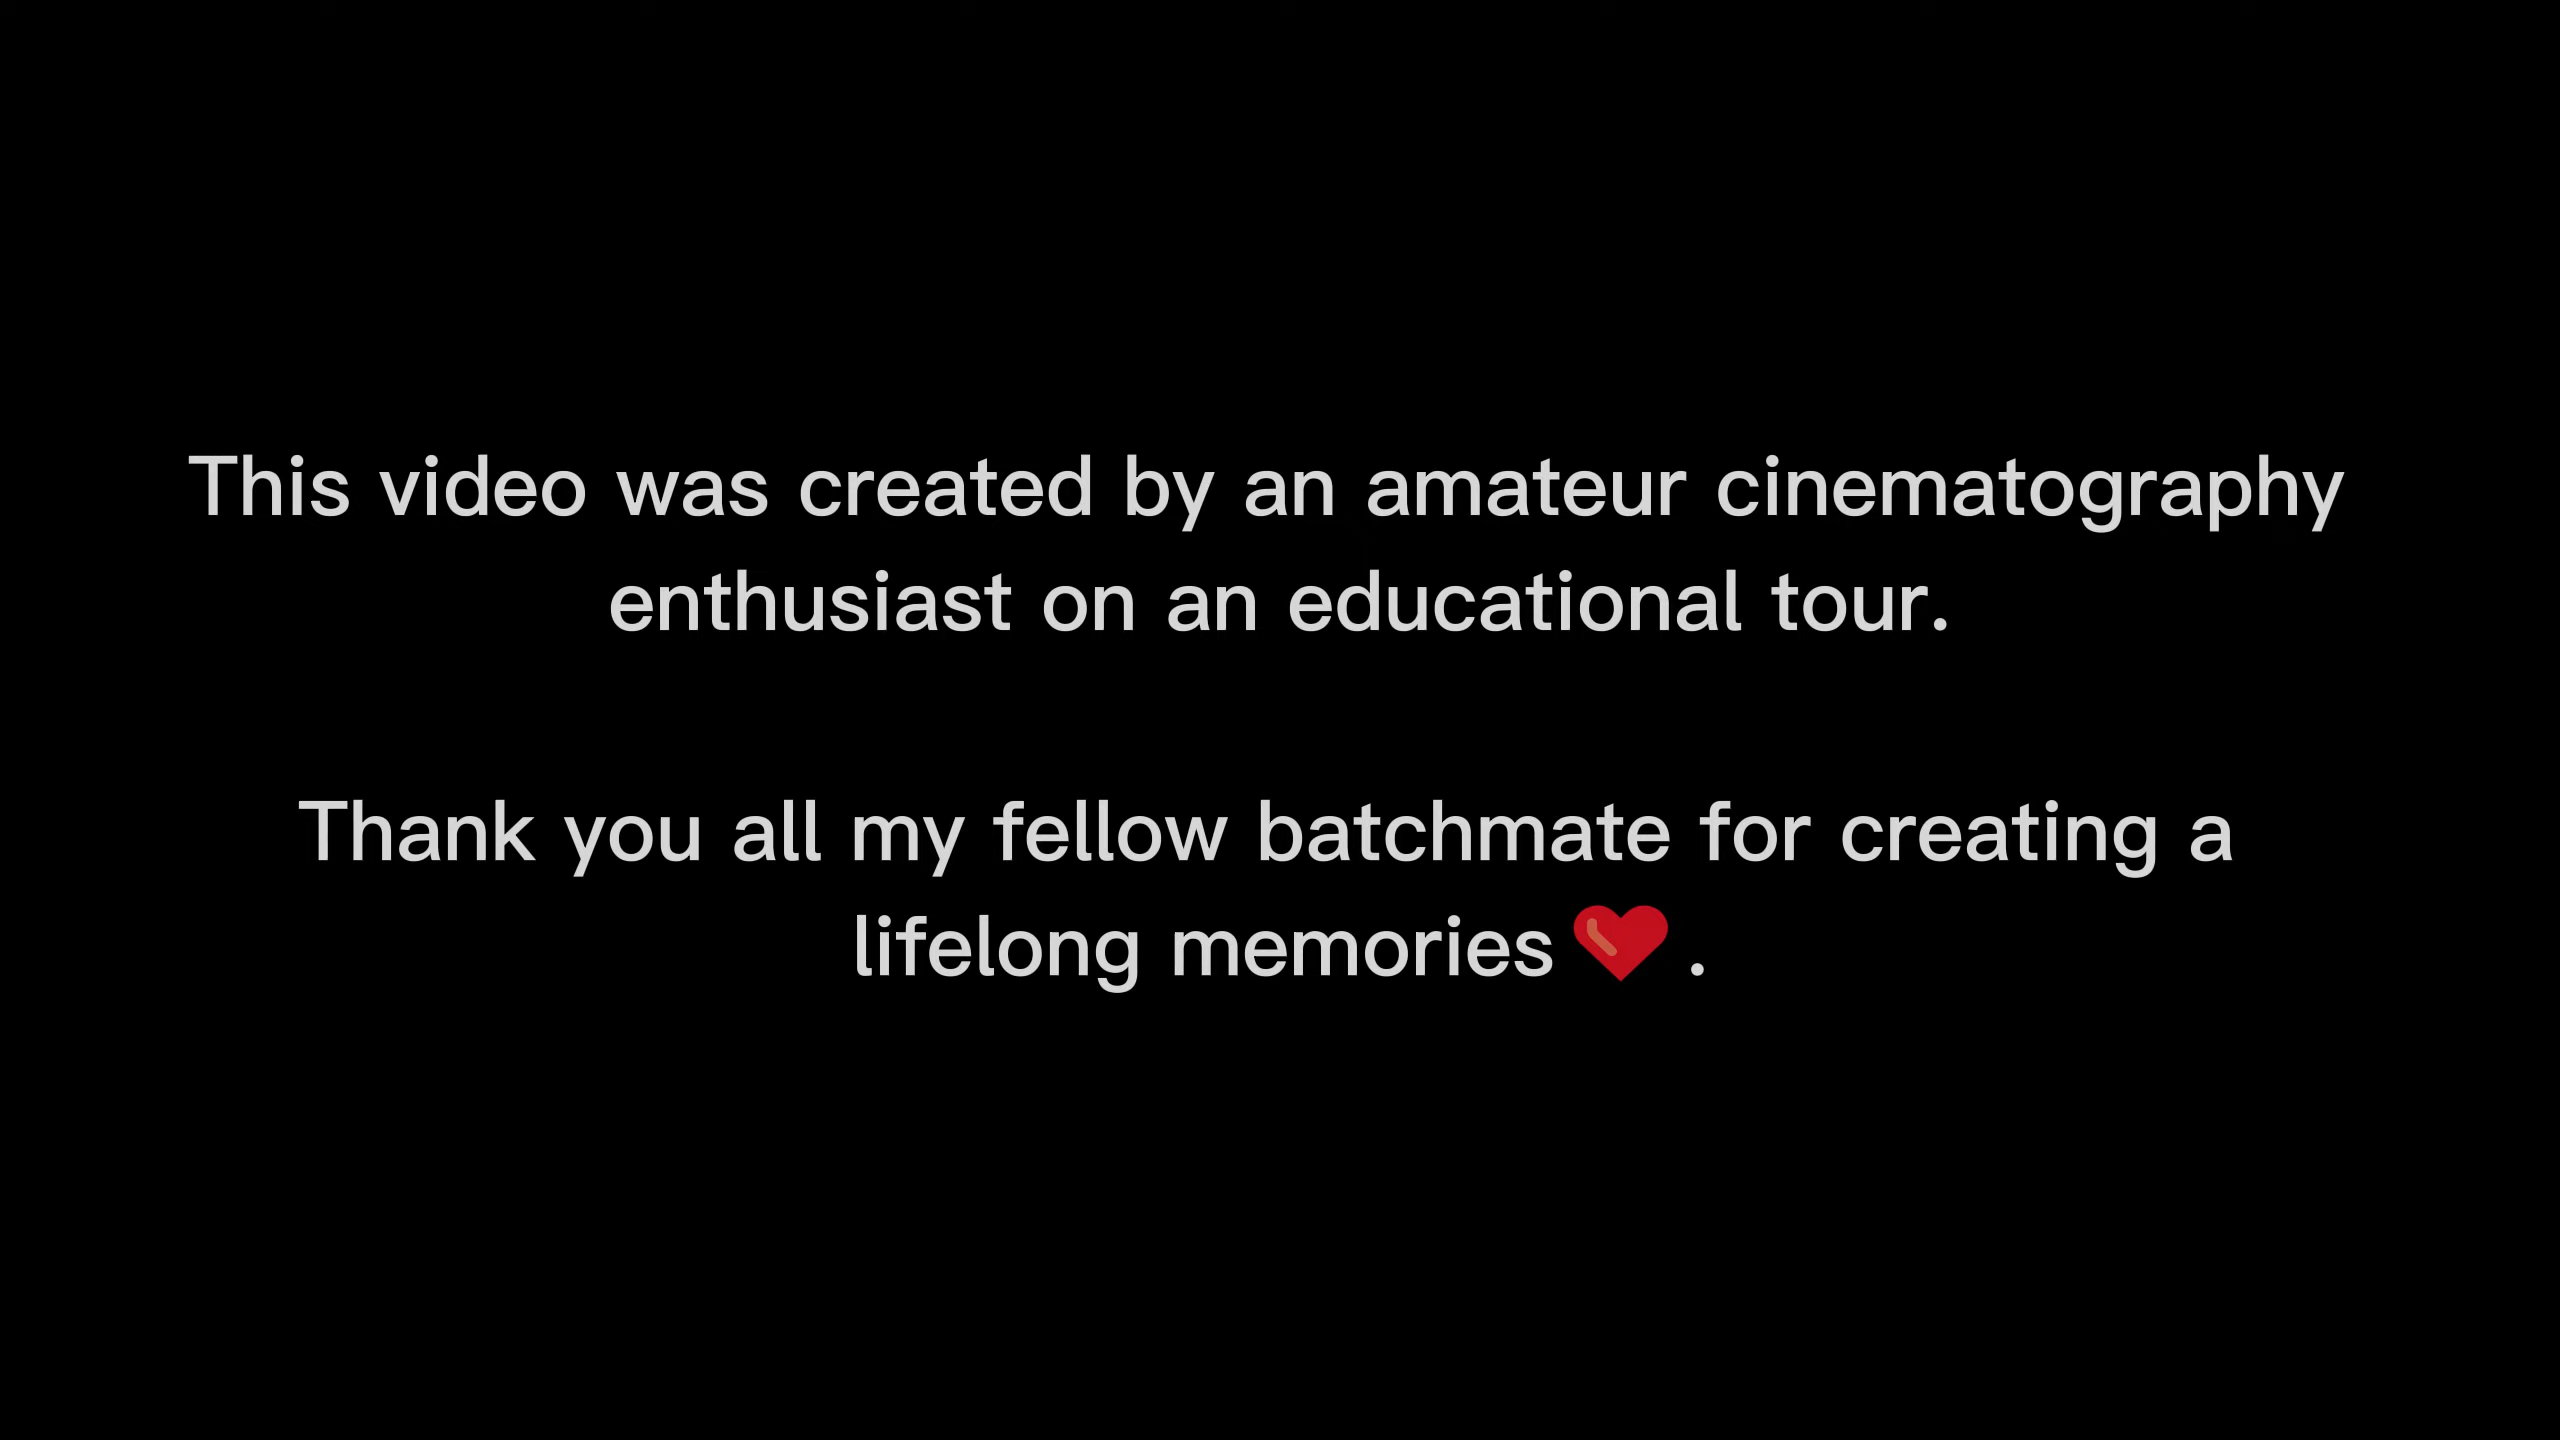 This video was created by an amateur cinematography
enthusiast on an educational tour.
Thank you all my fellow batchmate for creating a
lifelong memories ❤️ .